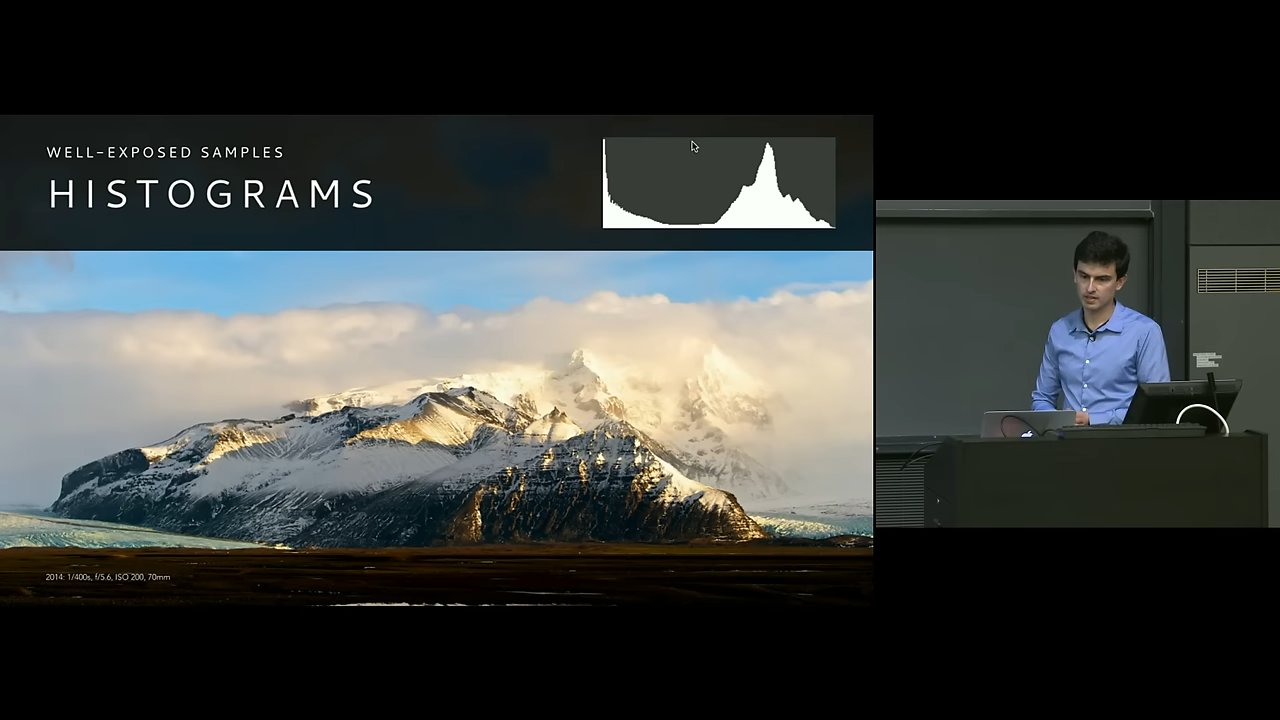 WELL-EXPOSED SAMPLES
HISTOGRAMS
2014: 1/400s, f/5.6, ISO 200, 70mm